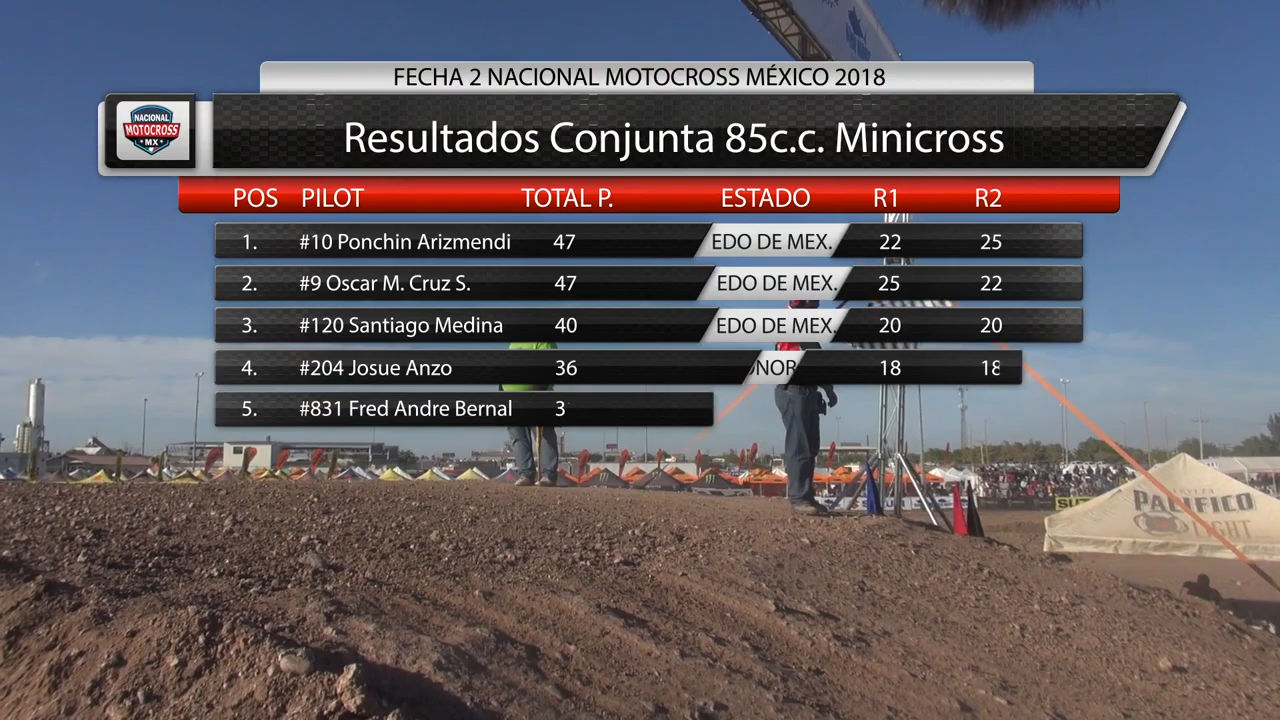 FECHA 2 NACIONAL MOTOCROSS MÉXICO 2018
NACIONAL
MOTOCROSS
MX
Resultados Conjunta 85c.c. Minicross
POS PILOT TOTAL P. ESTADO R1 R2
1. #10 Ponchin Arizmendi 47 EDO DE MEX. 22 25
2. #9 Oscar M. Cruz S. 47 EDO DE MEX. 25 22
3. #120 Santiago Medina 40 EDO DE MEX. 20 20
4. #204 Josue Anzo 36 NOR 18 18
5. #831 Fred Andre Bernal 3
PACIFICO
LIGHT